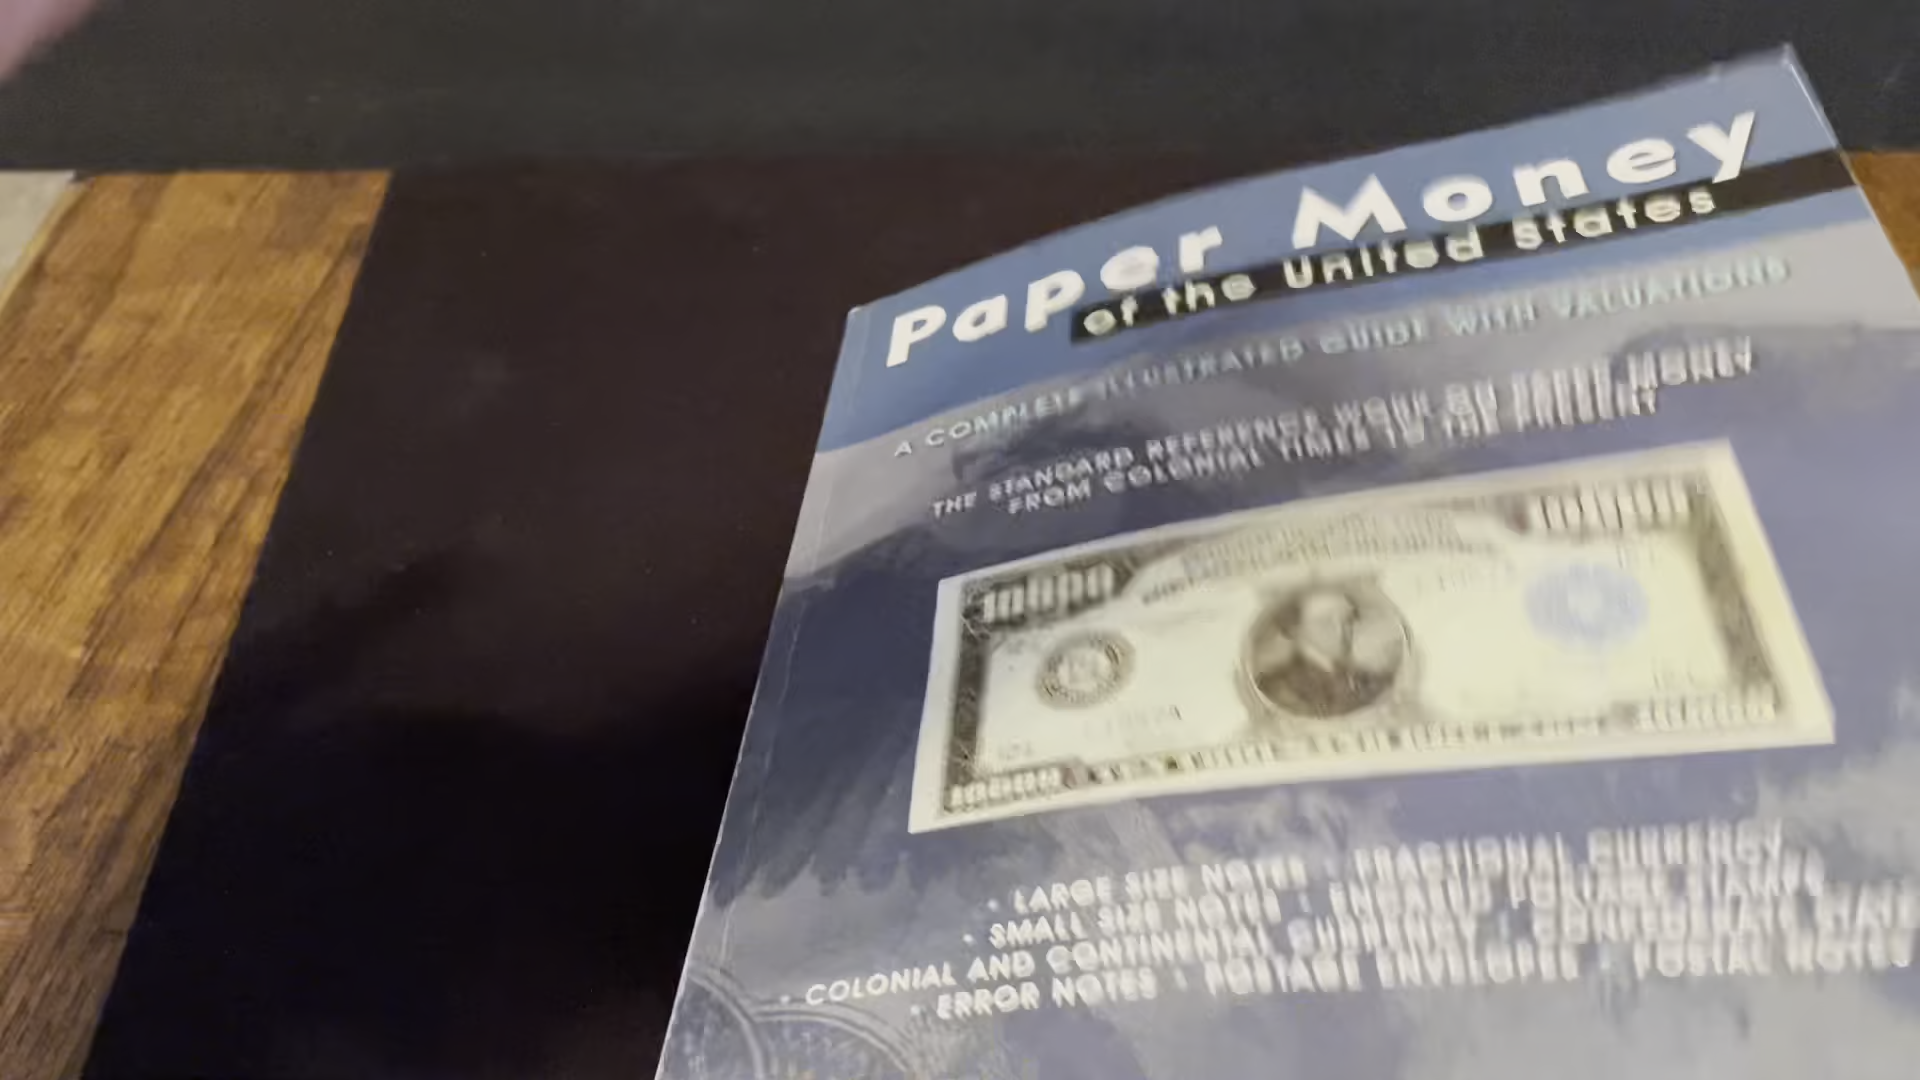 Paper Money
of the United States
A COMPLETE ILLUSTRATED GUIDE WITH VALUATIONS
THE STANDARD REFERENCE WORK ON PAPER MONEY
FROM COLONIAL TIMES TO THE PRESENT
10,000
• LARGE SIZE NOTES • FRACTIONAL CURRENCY
• SMALL SIZE NOTES • ENCASED POSTAGE STAMPS
• COLONIAL AND CONTINENTAL CURRENCY • CONFEDERATE STATES
• ERROR NOTES • POSTAGE ENVELOPES • POSTAL NOTES